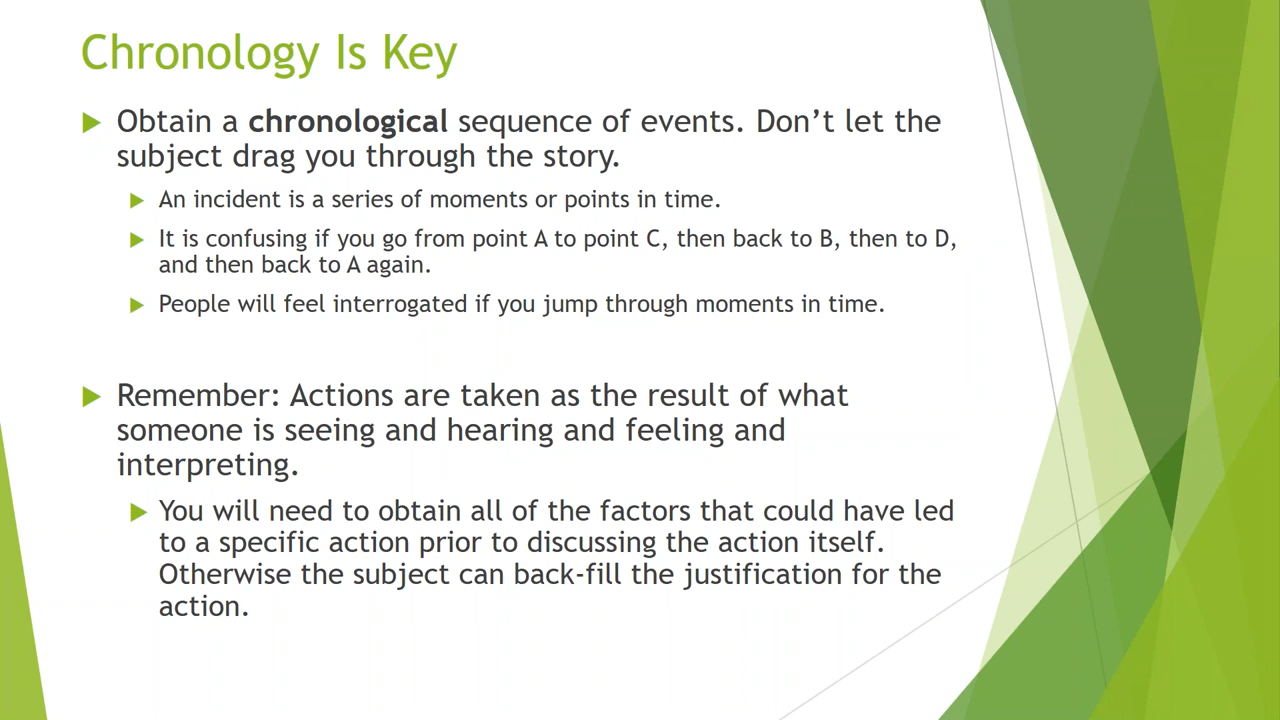 Chronology Is Key
Obtain a chronological sequence of events. Don’t let the
subject drag you through the story.
An incident is a series of moments or points in time.
It is confusing if you go from point A to point C, then back to B, then to D,
and then back to A again.
People will feel interrogated if you jump through moments in time.
Remember: Actions are taken as the result of what
someone is seeing and hearing and feeling and
interpreting.
You will need to obtain all of the factors that could have led
to a specific action prior to discussing the action itself.
Otherwise the subject can back-fill the justification for the
action.